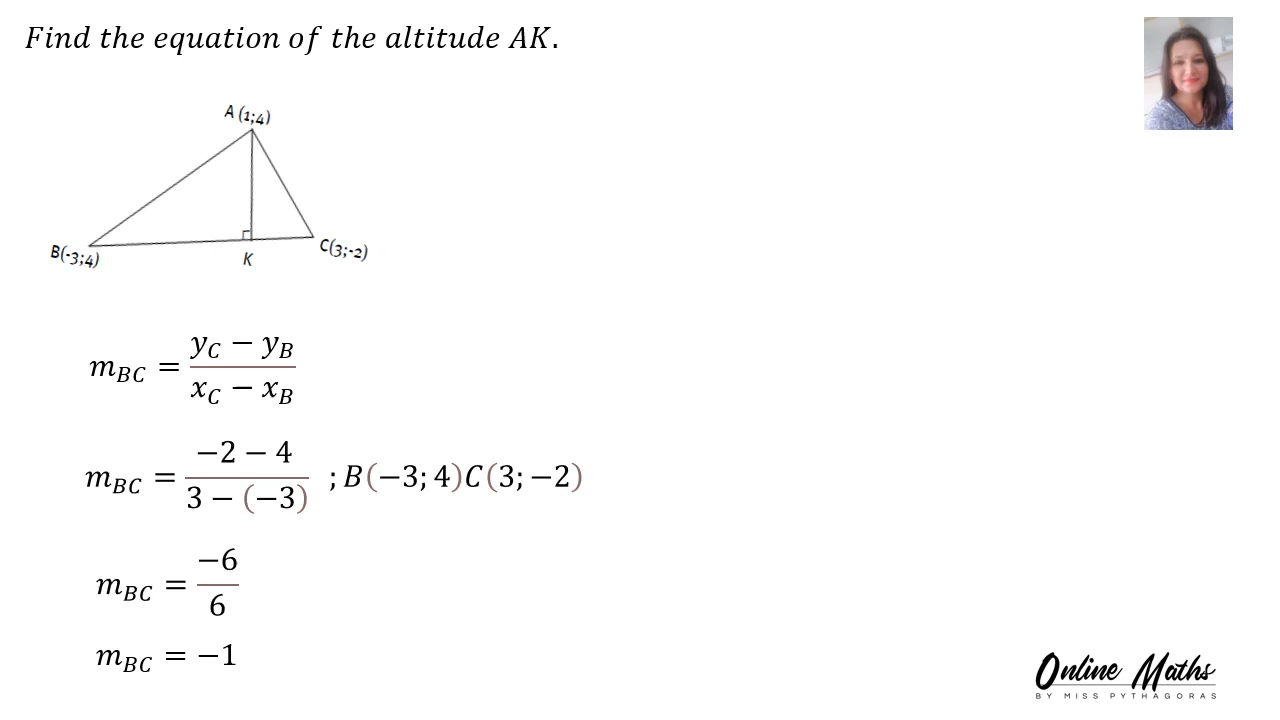 Find the equation of the altitude AK.
A (1;4)
B(-3;4)
K
C(3;-2)
m_BC = (y_C − y_B)/(x_C − x_B)
m_BC = (−2 − 4)/(3 − (−3)) ; B(−3; 4)C(3; −2)
m_BC = −6/6
m_BC = −1
Online Maths
BY MISS PYTHAGORAS